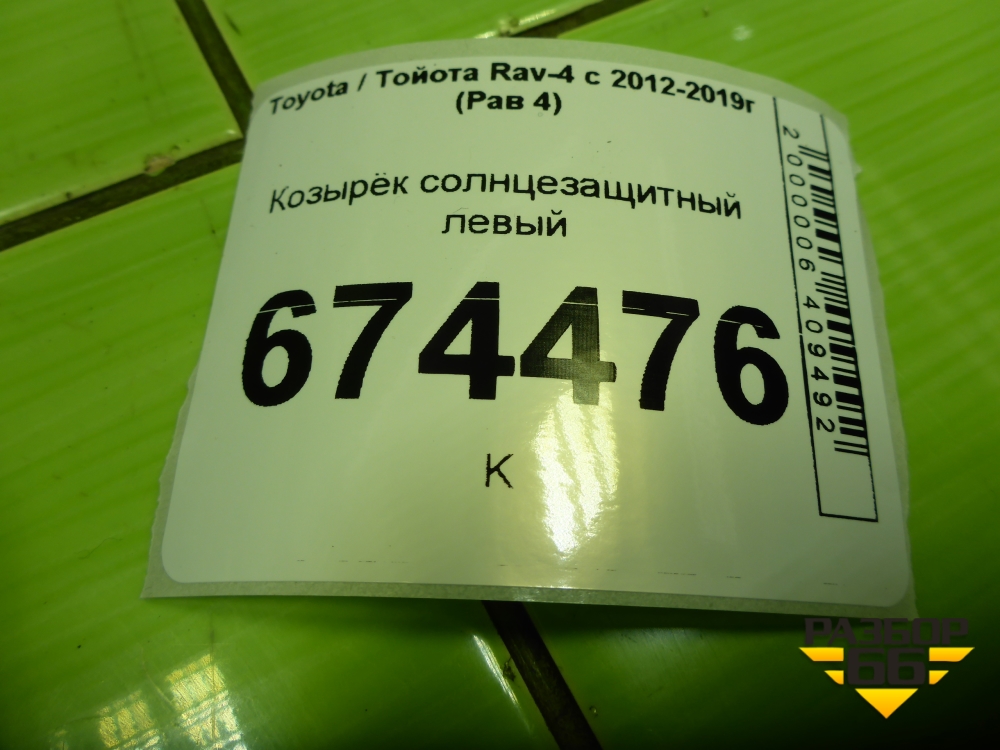 Toyota / Тойота Rav-4 с 2012-2019г
(Рав 4)
Козырёк солнцезащитный
левый
674476
К
2000006409492
РАЗБОР
66